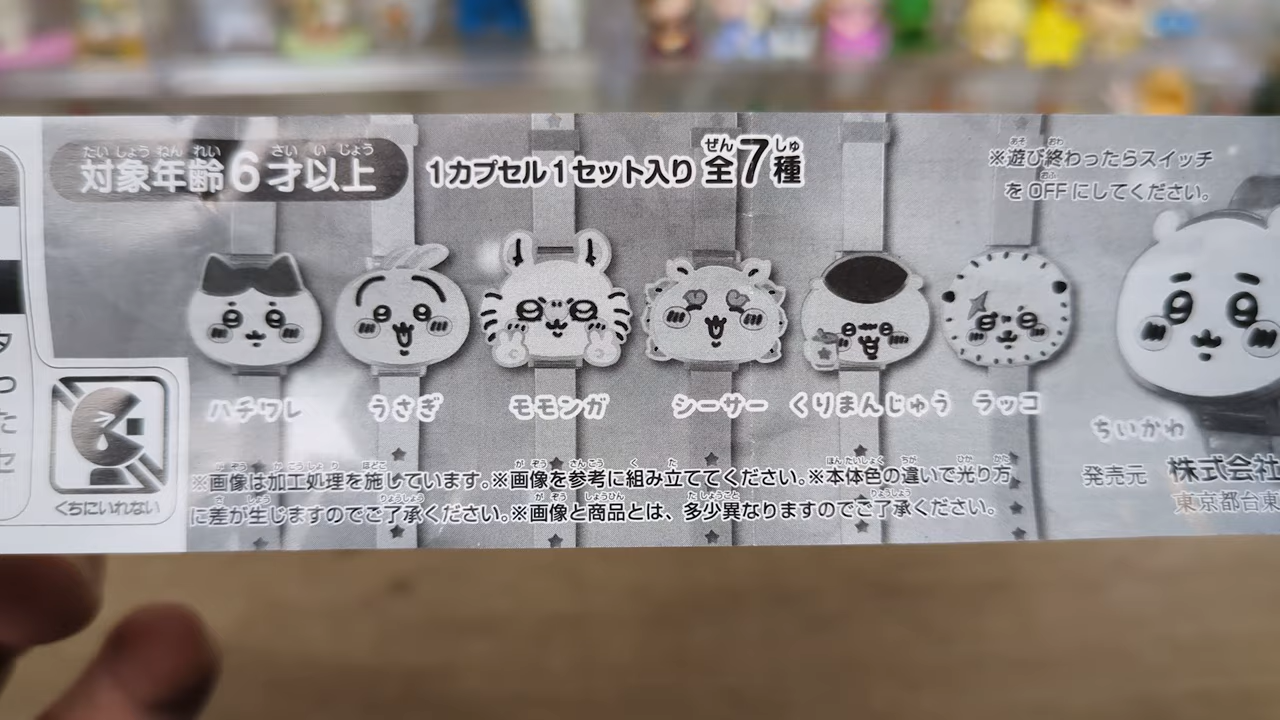 対象年齢6才以上
1カプセル1セット入り 全7種
※遊び終わったらスイッチ
をOFFにしてください。
ハチワレ
うさぎ
モモンガ
シーサー
くりまんじゅう
ラッコ
ちいかわ
くちにいれない
※画像は加工処理を施しています。※画像を参考に組み立ててください。※本体色の違いで光り方
に差が生じますのでご了承ください。※画像と商品とは、多少異なりますのでご了承ください。
発売元 株式会社
東京都台東